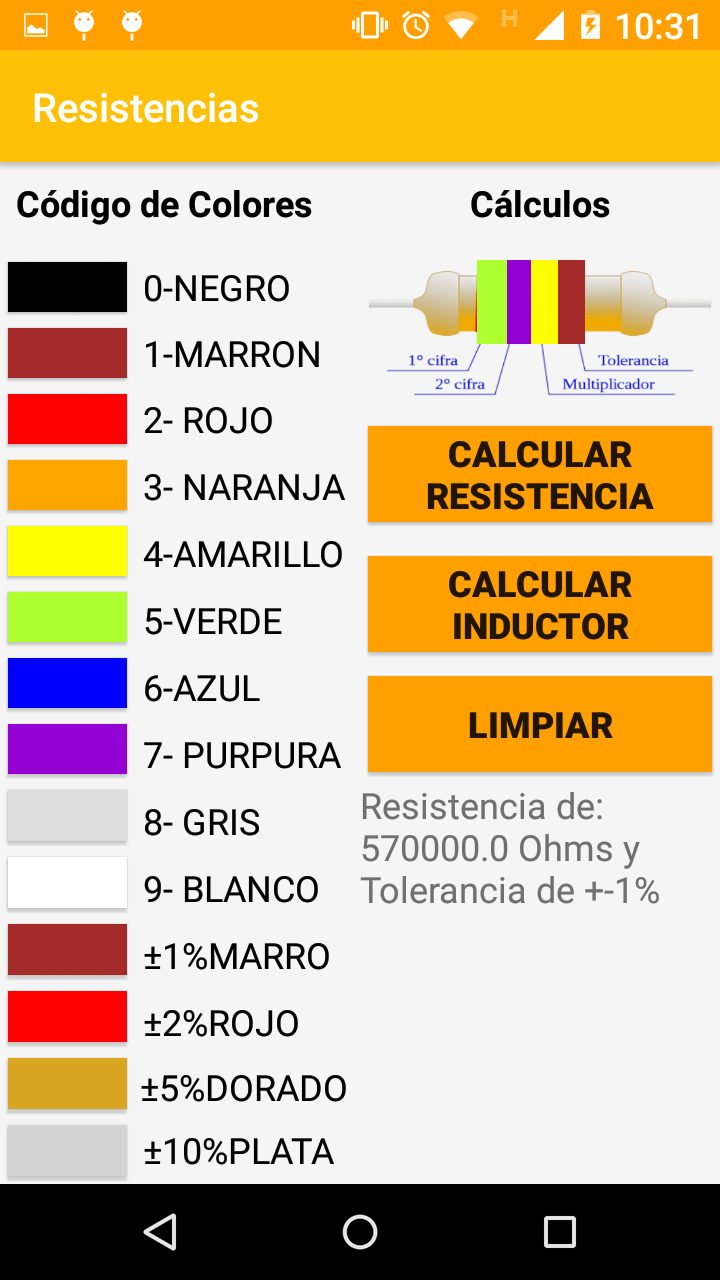 H 10:31
Resistencias
Código de Colores
0-NEGRO
1-MARRON
2- ROJO
3- NARANJA
4-AMARILLO
5-VERDE
6-AZUL
7- PURPURA
8- GRIS
9- BLANCO
±1%MARRO
±2%ROJO
±5%DORADO
±10%PLATA
Cálculos
1° cifra
Tolerancia
2° cifra
Multiplicador
CALCULAR
RESISTENCIA
CALCULAR
INDUCTOR
LIMPIAR
Resistencia de:
570000.0 Ohms y
Tolerancia de +-1%